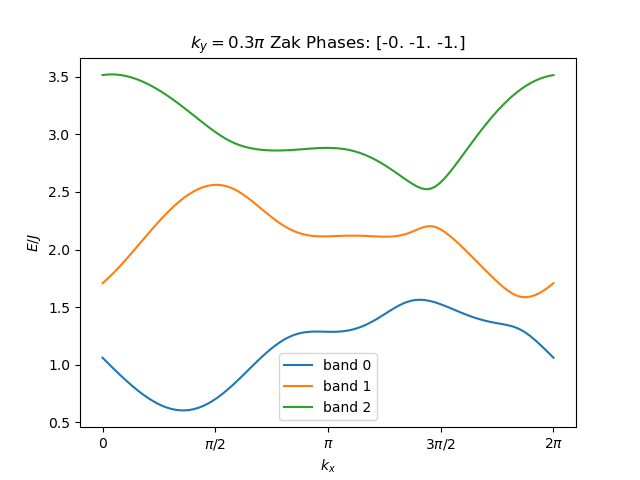 k_y = 0.3π Zak Phases: [-0. -1. -1.]
3.5
3.0
2.5
2.0
1.5
1.0
0.5
E/J
band 0
band 1
band 2
0
π/2
π
3π/2
2π
k_x